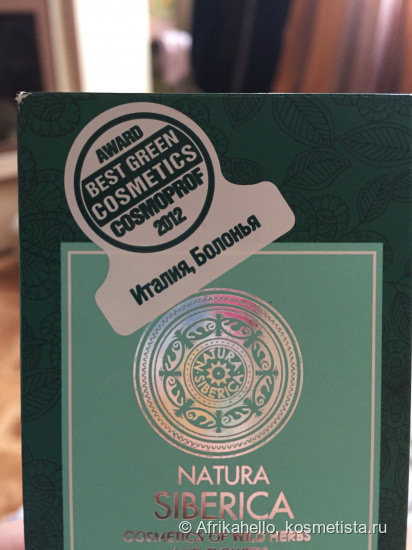 AWARD
BEST GREEN
COSMETICS
COSMOPROF
2012
Италия, Болонья
NATURA
SIBERICA
NATURA
SIBERICA
COSMETICS OF WILD HERBS
© Afrikahello, kosmetista.ru